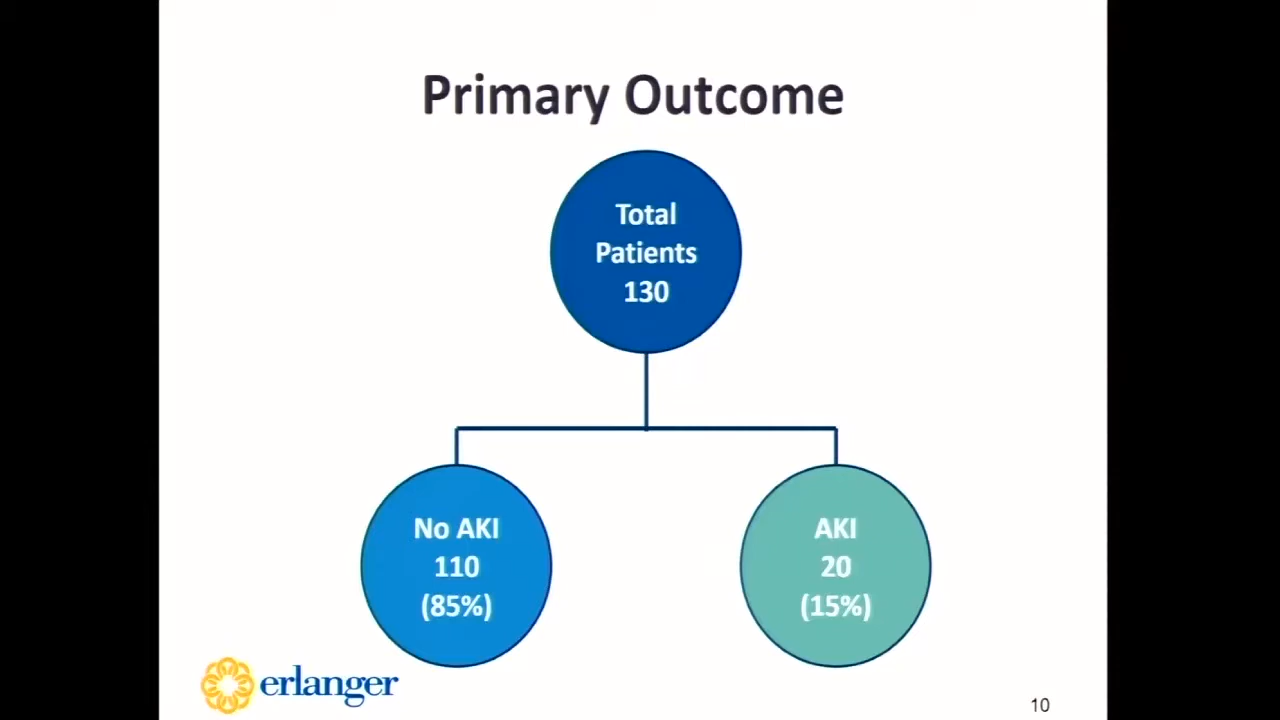 Primary Outcome
Total
Patients
130
No AKI
110
(85%)
AKI
20
(15%)
erlanger
10